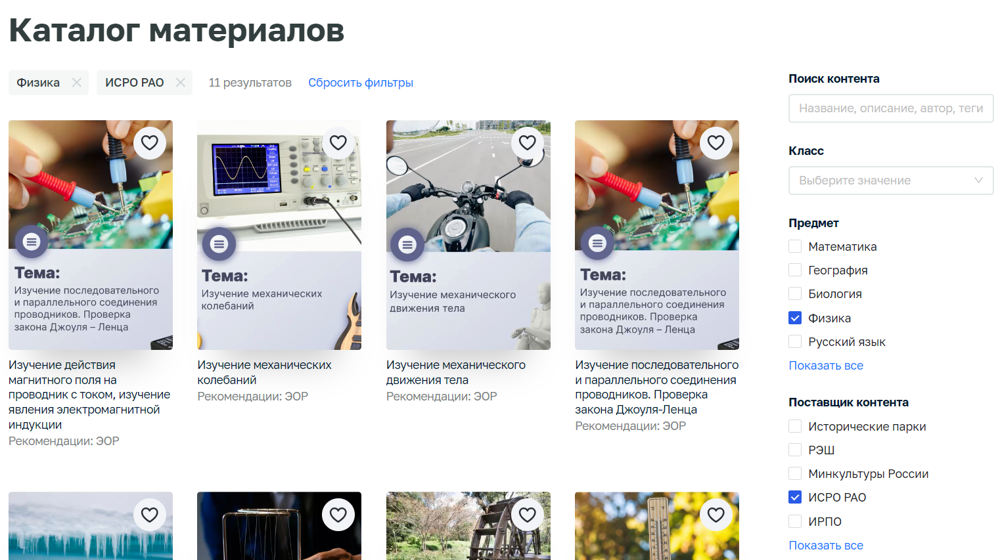 Каталог материалов
Физика
ИСРО РАО
11 результатов
Сбросить фильтры
Тема:
Изучение последовательного
и параллельного соединения
проводников. Проверка
закона Джоуля – Ленца
Изучение действия
магнитного поля на
проводник с током, изучение
явления электромагнитной
индукции
Рекомендации: ЭОР
Тема:
Изучение механических
колебаний
Изучение механических
колебаний
Рекомендации: ЭОР
Тема:
Изучение механического
движения тела
Изучение механического
движения тела
Рекомендации: ЭОР
Тема:
Изучение последовательного
и параллельного соединения
проводников. Проверка
закона Джоуля – Ленца
Изучение последовательного
и параллельного соединения
проводников. Проверка
закона Джоуля-Ленца
Рекомендации: ЭОР
Поиск контента
Название, описание, автор, теги
Класс
Выберите значение
Предмет
Математика
География
Биология
Физика
Русский язык
Показать все
Поставщик контента
Исторические парки
РЭШ
Минкультуры России
ИСРО РАО
ИРПО
Показать все